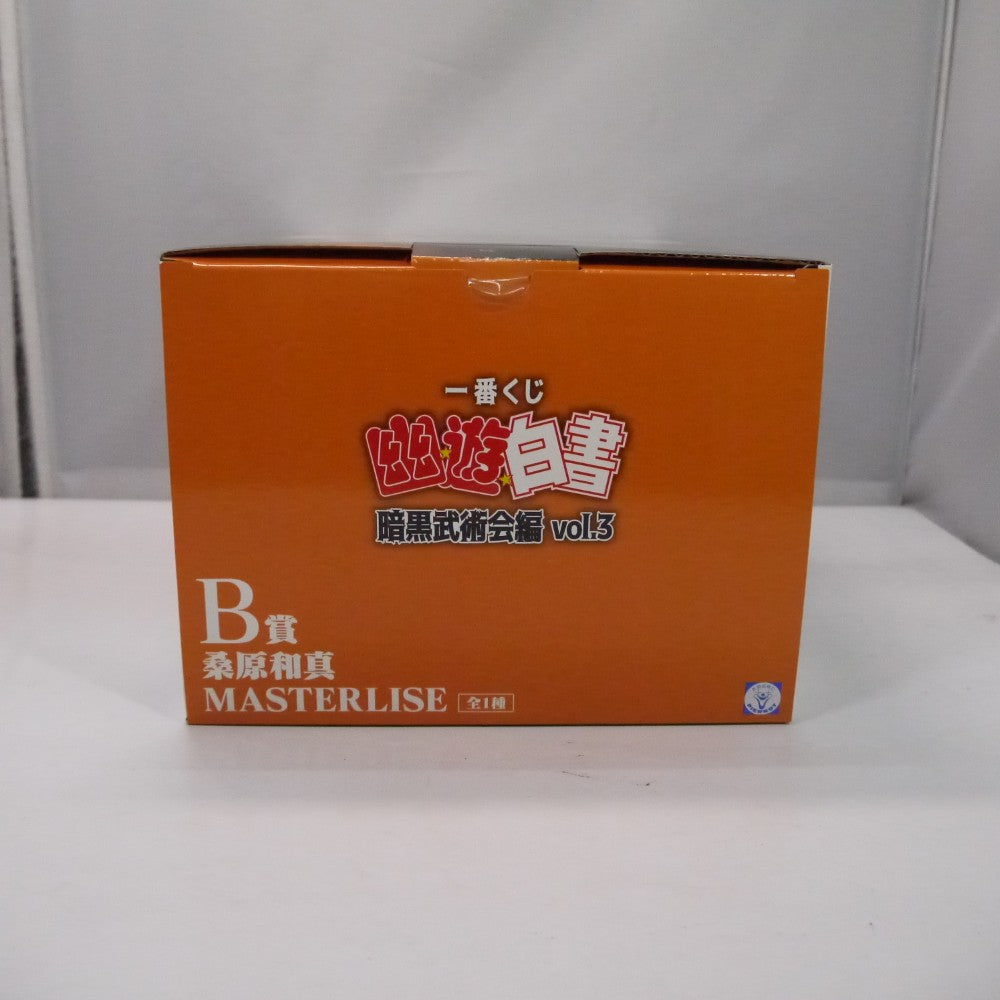 一番くじ
幽☆遊☆白書
暗黒武術会編 vol.3
B賞
桑原和真
MASTERLISE 全1種